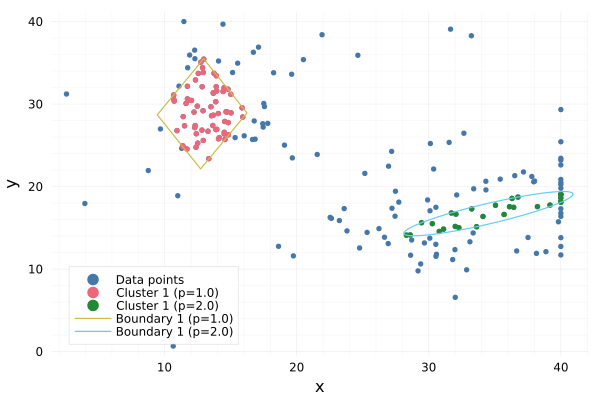 40
30
20
10
0
y
Data points
Cluster 1 (p=1.0)
Cluster 1 (p=2.0)
Boundary 1 (p=1.0)
Boundary 1 (p=2.0)
10 20 30 40
x